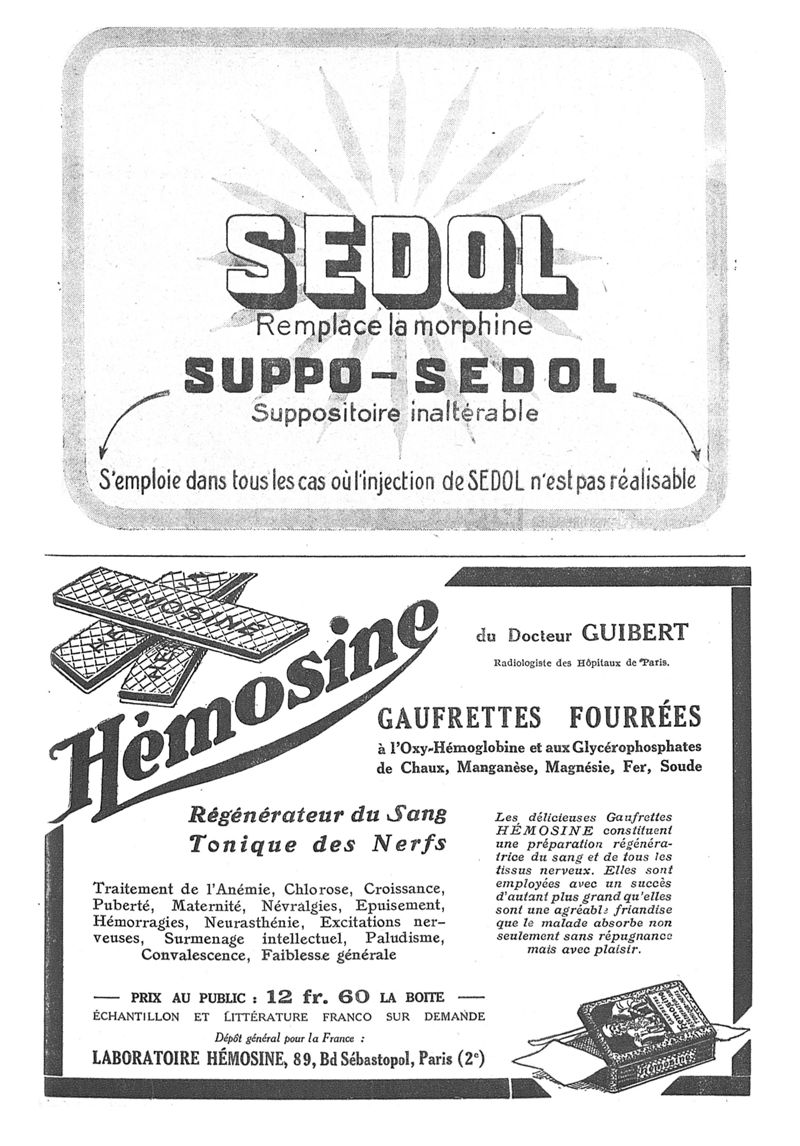 SEDOL
Remplace la morphine
SUPPO-SEDOL
Suppositoire inaltérable
S'emploie dans tous les cas où l'injection de SEDOL n'est pas réalisable
HÉMOSINE
Hémosine
du Docteur GUIBERT
Radiologiste des Hôpitaux de Paris.
GAUFRETTES FOURRÉES
à l'Oxy-Hémoglobine et aux Glycérophosphates
de Chaux, Manganèse, Magnésie, Fer, Soude
Régénérateur du Sang
Tonique des Nerfs
Traitement de l'Anémie, Chlorose, Croissance,
Puberté, Maternité, Névralgies, Epuisement,
Hémorragies, Neurasthénie, Excitations ner-
veuses, Surmenage intellectuel, Paludisme,
Convalescence, Faiblesse générale
Les délicieuses Gaufrettes
HÉMOSINE constituent
une préparation régénéra-
trice du sang et de tous les
tissus nerveux. Elles sont
employées avec un succès
d'autant plus grand qu'elles
sont une agréable friandise
que le malade absorbe non
seulement sans répugnance
mais avec plaisir.
— PRIX AU PUBLIC : 12 fr. 60 LA BOITE —
ÉCHANTILLON ET LITTÉRATURE FRANCO SUR DEMANDE
Dépôt général pour la France :
LABORATOIRE HÉMOSINE, 89, Bd Sébastopol, Paris (2e)
Hémosine